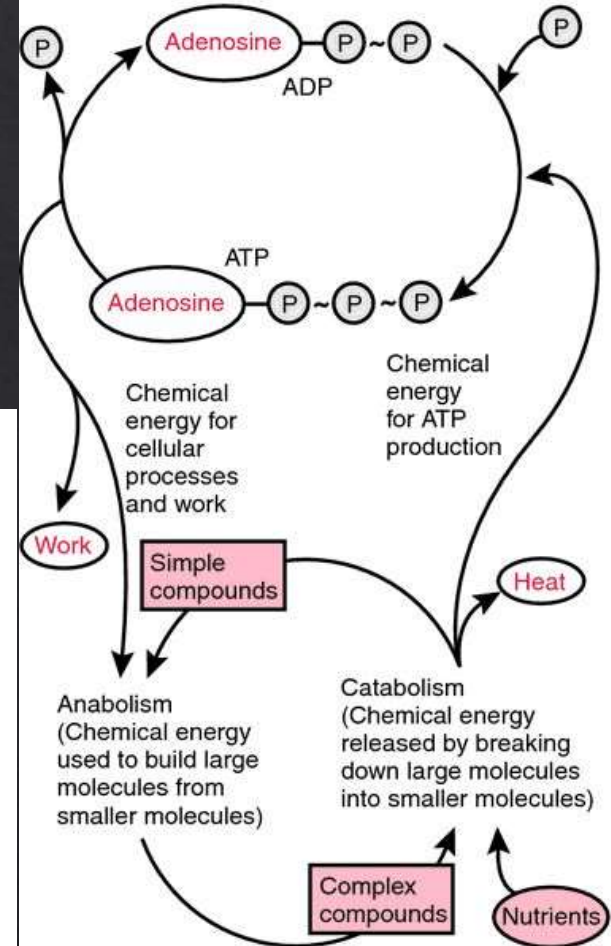 P
Adenosine
P ~ P
P
ADP
ATP
Adenosine
P ~ P ~ P
Chemical
energy
for ATP
production
Chemical
energy for
cellular
processes
and work
Work
Simple
compounds
Heat
Anabolism
(Chemical energy
used to build large
molecules from
smaller molecules)
Catabolism
(Chemical energy
released by breaking
down large molecules
into smaller molecules)
Complex
compounds
Nutrients